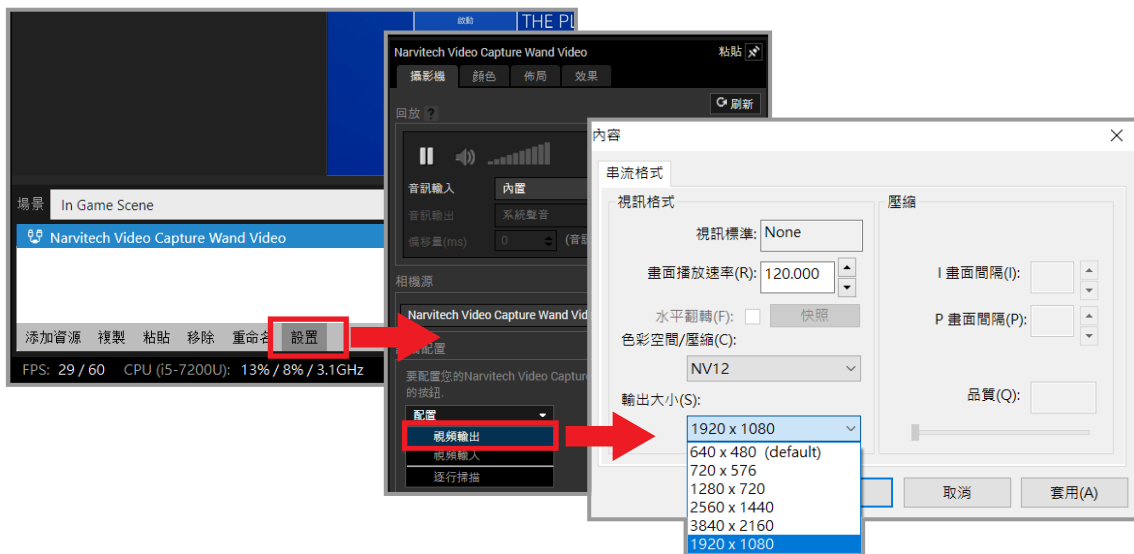 啟動
THE PL
場景
In Game Scene
Narvitech Video Capture Wand Video
添加資源 複製 粘貼 移除 重命名 設置
FPS: 29 / 60 CPU (i5-7200U): 13% / 8% / 3.1GHz
Narvitech Video Capture Wand Video
粘貼
攝影機 顏色 佈局 效果
回放 ?
刷新
音訊輸入 內置
音訊輸出 系統聲音
偏移量(ms) 0 (音訊
相機源
Narvitech Video Capture Wand Vid
配置
要配置您的Narvitech Video Captur
的按鈕.
配置
視頻輸出
視頻輸入
逐行掃描
內容
串流格式
視訊格式
視訊標準: None
畫面播放速率(R): 120.000
水平翻轉(F): 快照
色彩空間/壓縮(C):
NV12
輸出大小(S):
1920 x 1080
640 x 480 (default)
720 x 576
1280 x 720
2560 x 1440
3840 x 2160
1920 x 1080
壓縮
I 畫面間隔(I):
P 畫面間隔(P):
品質(Q):
取消
套用(A)